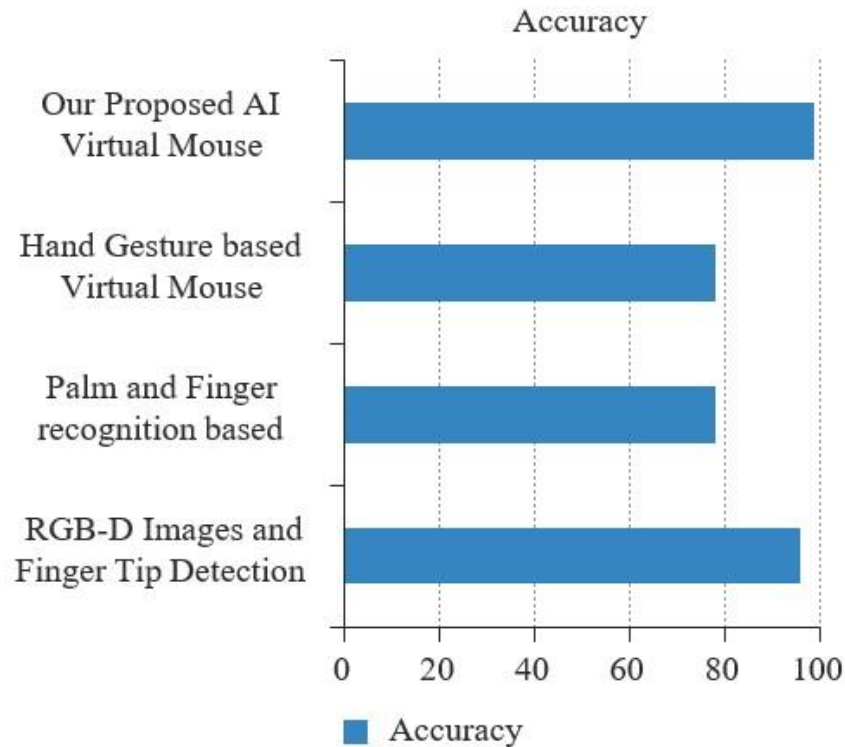 Accuracy
Our Proposed AI
Virtual Mouse
Hand Gesture based
Virtual Mouse
Palm and Finger
recognition based
RGB-D Images and
Finger Tip Detection
0 20 40 60 80 100
Accuracy